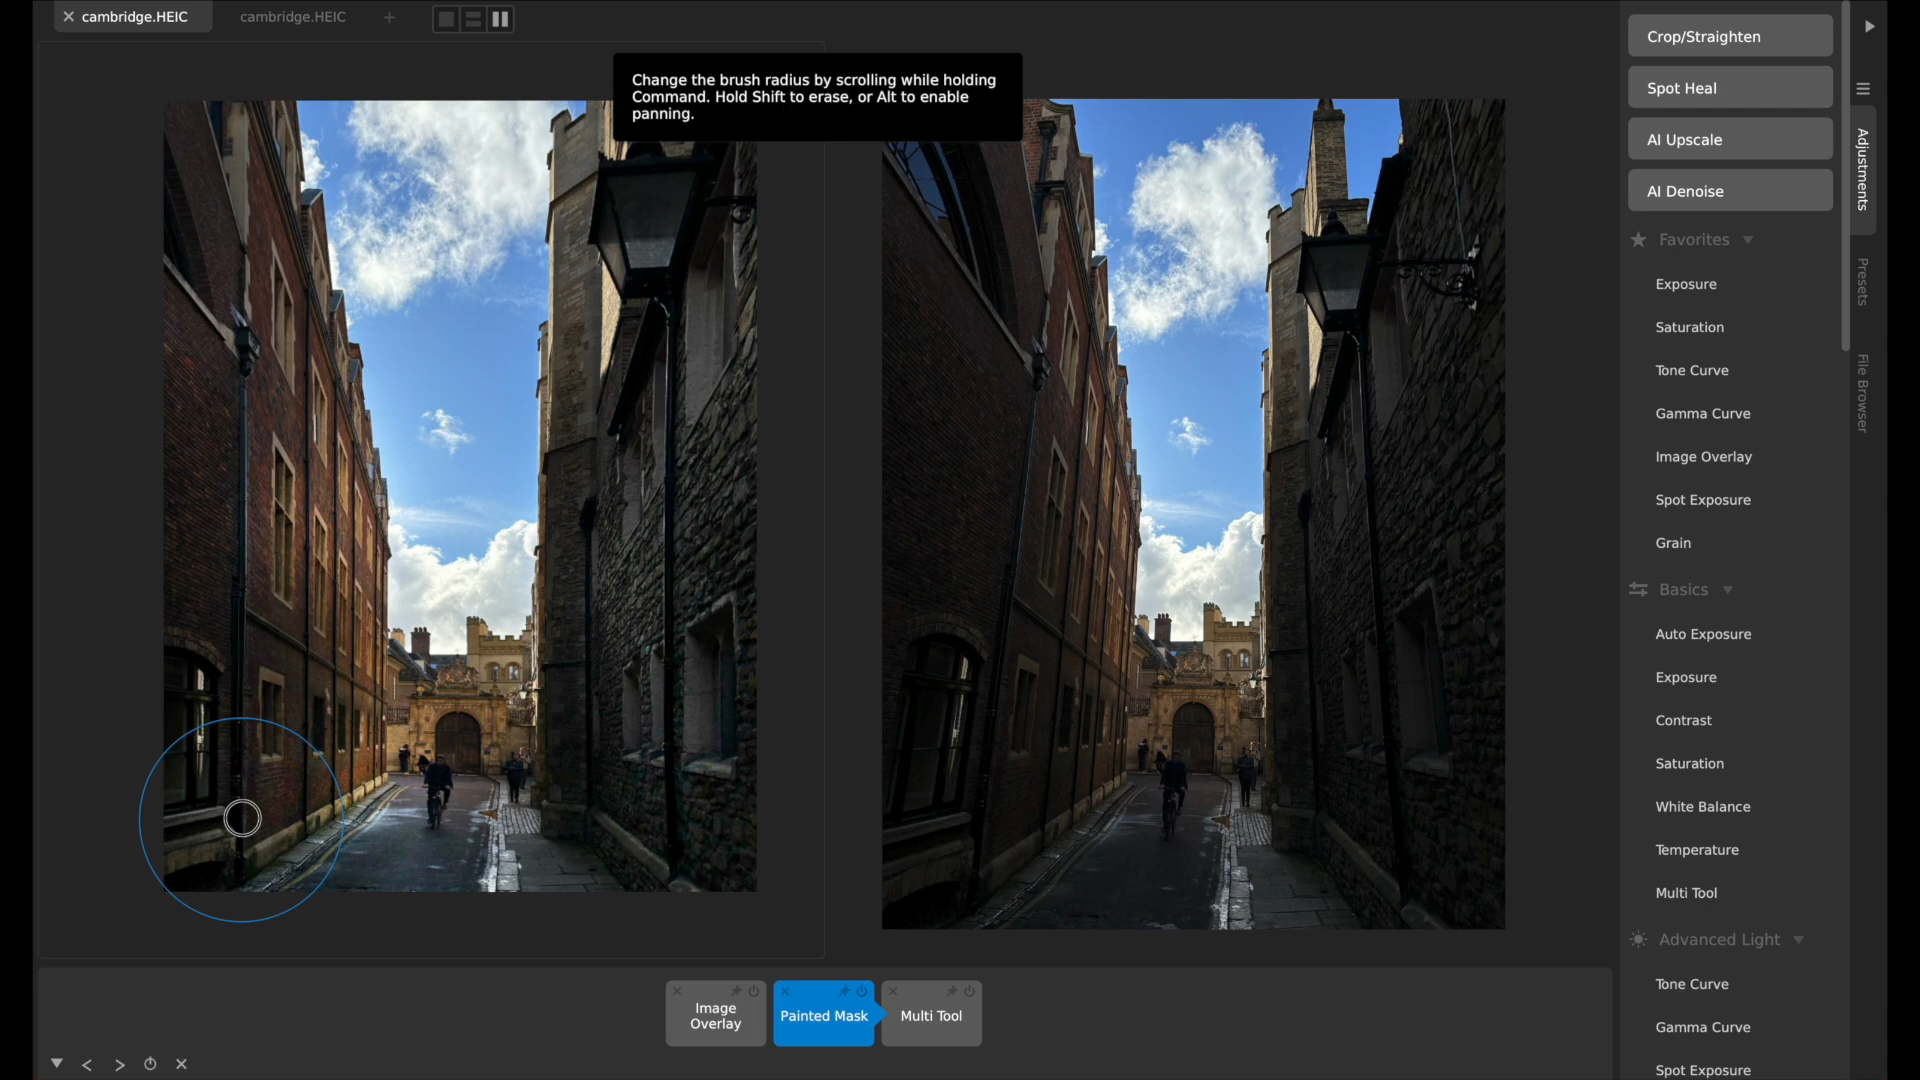 cambridge.HEIC
cambridge.HEIC
Change the brush radius by scrolling while holding
Command. Hold Shift to erase, or Alt to enable
panning.
Crop/Straighten
Spot Heal
AI Upscale
AI Denoise
Favorites
Exposure
Saturation
Tone Curve
Gamma Curve
Image Overlay
Spot Exposure
Grain
Basics
Auto Exposure
Exposure
Contrast
Saturation
White Balance
Temperature
Multi Tool
Advanced Light
Tone Curve
Gamma Curve
Spot Exposure
Adjustments
Presets
File Browser
Image
Overlay
Painted Mask
Multi Tool